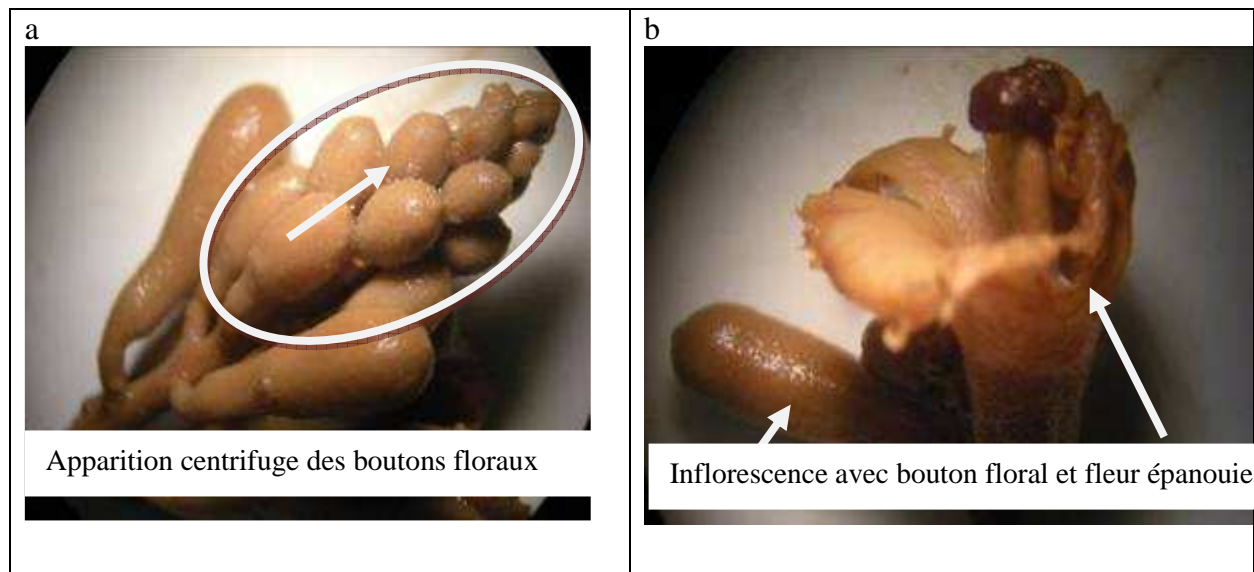 a
Apparition centrifuge des boutons floraux
b
Inflorescence avec bouton floral et fleur épanouie